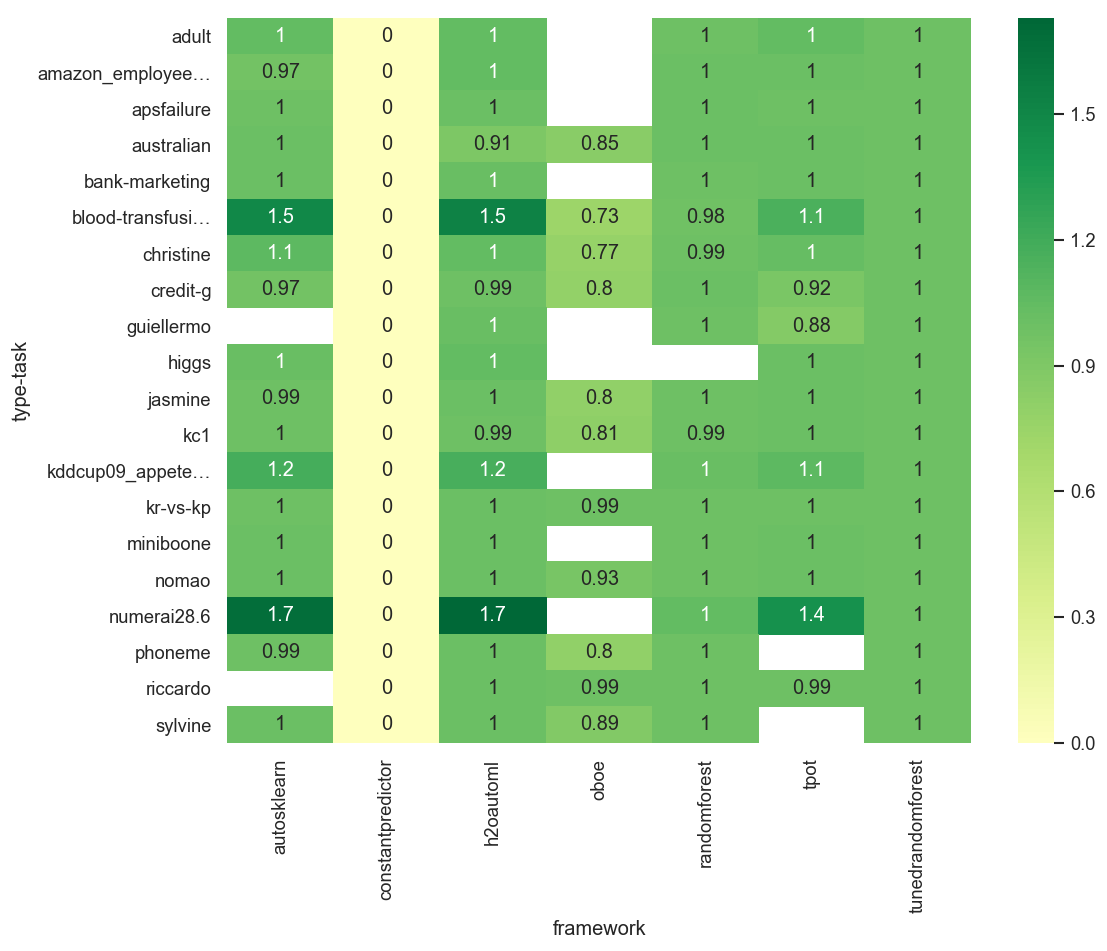 adult 1 0 1 1 1 1
amazon_employee… 0.97 0 1 1 1 1
apsfailure 1 0 1 1 1 1
australian 1 0 0.91 0.85 1 1 1
bank-marketing 1 0 1 1 1 1
blood-transfusi… 1.5 0 1.5 0.73 0.98 1.1 1
christine 1.1 0 1 0.77 0.99 1 1
credit-g 0.97 0 0.99 0.8 1 0.92 1
guiellermo 0 1 1 0.88 1
higgs 1 0 1 1 1
jasmine 0.99 0 1 0.8 1 1 1
kc1 1 0 0.99 0.81 0.99 1 1
kddcup09_appete… 1.2 0 1.2 1 1.1 1
kr-vs-kp 1 0 1 0.99 1 1 1
miniboone 1 0 1 1 1 1
nomao 1 0 1 0.93 1 1 1
numerai28.6 1.7 0 1.7 1 1.4 1
phoneme 0.99 0 1 0.8 1 1
riccardo 0 1 0.99 1 0.99 1
sylvine 1 0 1 0.89 1 1
type-task
autosklearn
constantpredictor
h2oautoml
oboe
randomforest
tpot
tunedrandomforest
framework
1.5
1.2
0.9
0.6
0.3
0.0